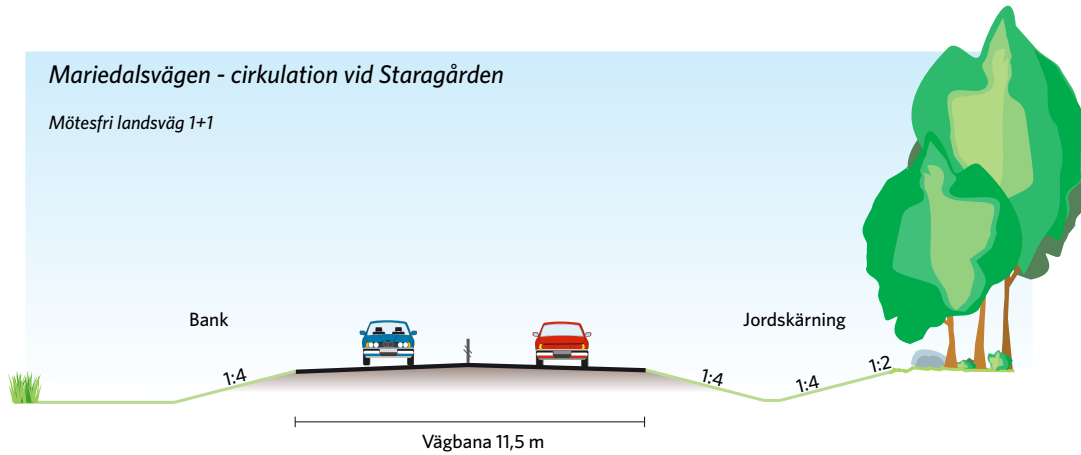 Mariedalsvägen - cirkulation vid Staragården
Mötesfri landsväg 1+1
Bank
Jordskärning
1:4
1:4
1:4
1:2
Vägbana 11,5 m